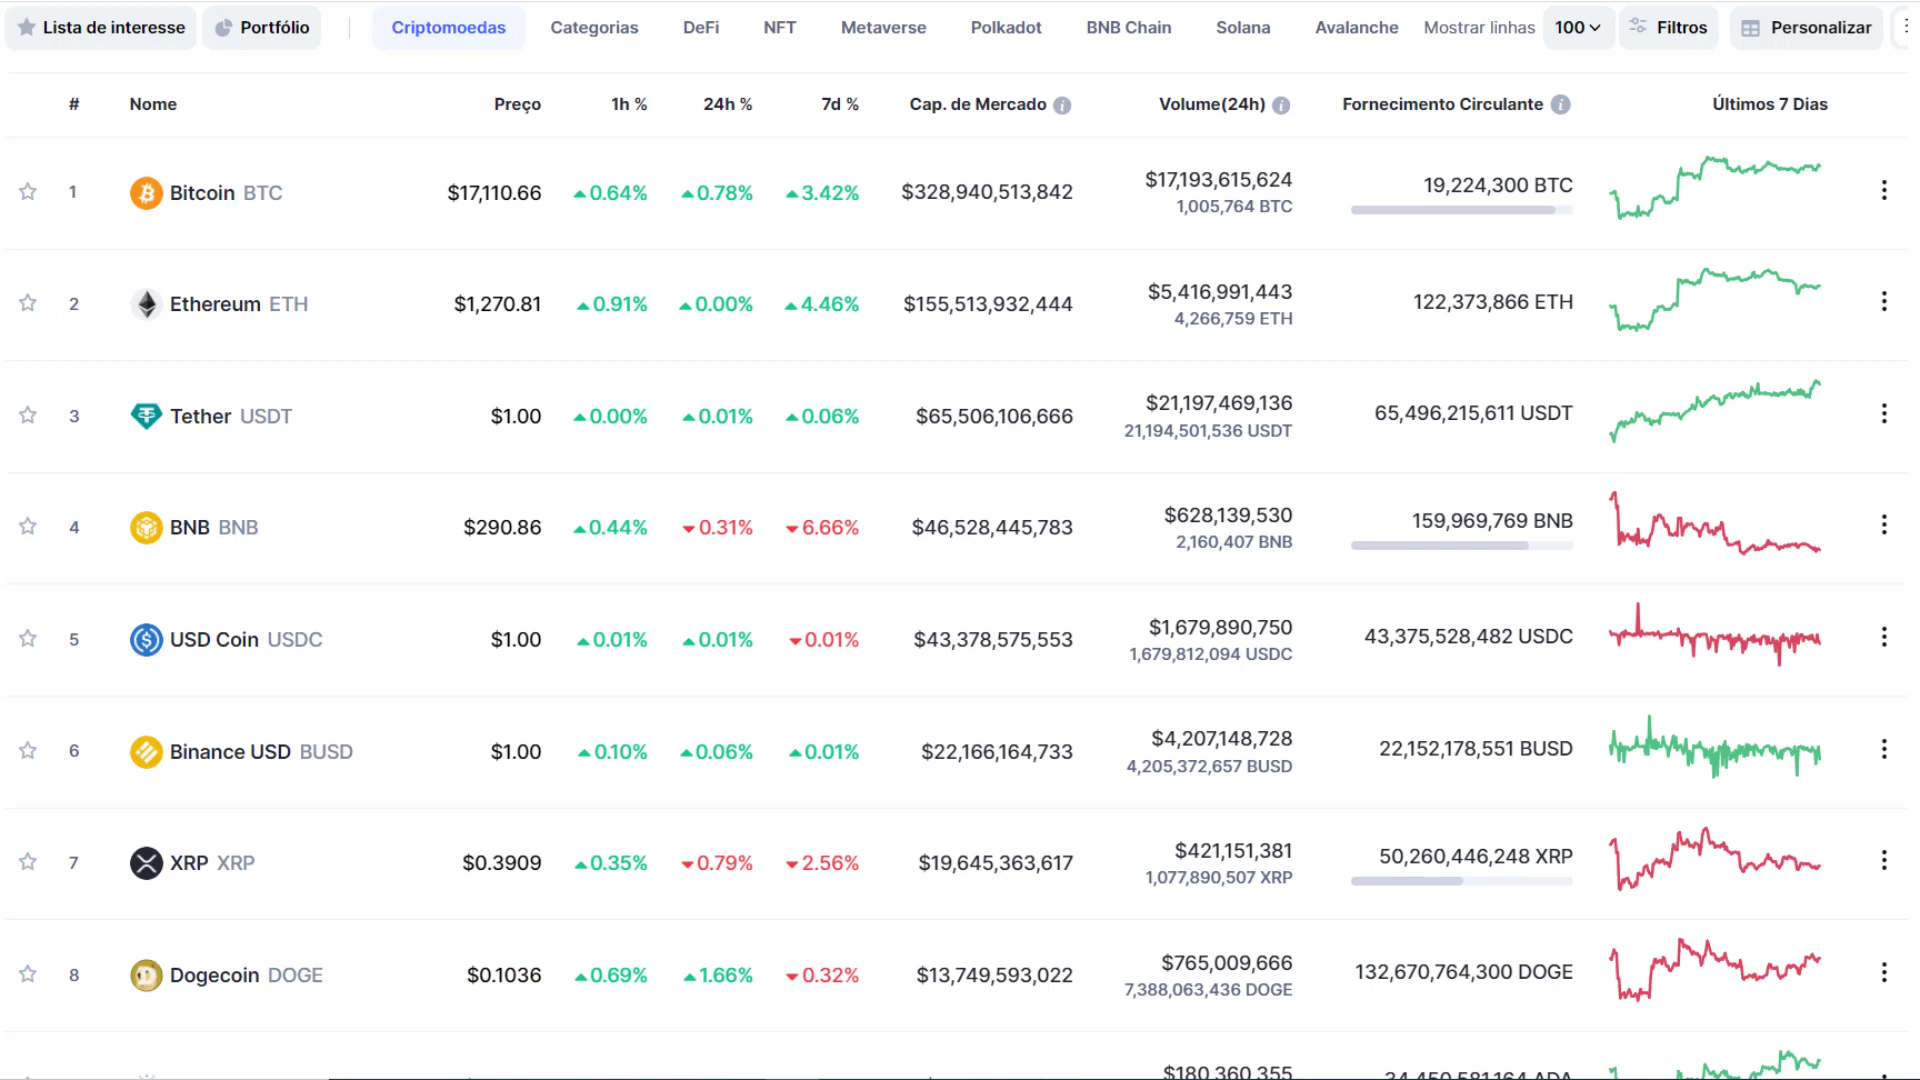 Lista de interesse Portfólio Criptomoedas Categorias DeFi NFT Metaverse Polkadot BNB Chain Solana Avalanche Mostrar linhas 100 Filtros Personalizar
# Nome Preço 1h % 24h % 7d % Cap. de Mercado Volume(24h) Fornecimento Circulante Últimos 7 Dias
1 Bitcoin BTC $17,110.66 0.64% 0.78% 3.42% $328,940,513,842 $17,193,615,624 19,224,300 BTC
1,005,764 BTC
2 Ethereum ETH $1,270.81 0.91% 0.00% 4.46% $155,513,932,444 $5,416,991,443 122,373,866 ETH
4,266,759 ETH
3 Tether USDT $1.00 0.00% 0.01% 0.06% $65,506,106,666 $21,197,469,136 65,496,215,611 USDT
21,194,501,536 USDT
4 BNB BNB $290.86 0.44% 0.31% 6.66% $46,528,445,783 $628,139,530 159,969,769 BNB
2,160,407 BNB
5 USD Coin USDC $1.00 0.01% 0.01% 0.01% $43,378,575,553 $1,679,890,750 43,375,528,482 USDC
1,679,812,094 USDC
6 Binance USD BUSD $1.00 0.10% 0.06% 0.01% $22,166,164,733 $4,207,148,728 22,152,178,551 BUSD
4,205,372,657 BUSD
7 XRP XRP $0.3909 0.35% 0.79% 2.56% $19,645,363,617 $421,151,381 50,260,446,248 XRP
1,077,890,507 XRP
8 Dogecoin DOGE $0.1036 0.69% 1.66% 0.32% $13,749,593,022 $765,009,666 132,670,764,300 DOGE
7,388,063,436 DOGE
$180,360,355 34,450,581,164 ADA